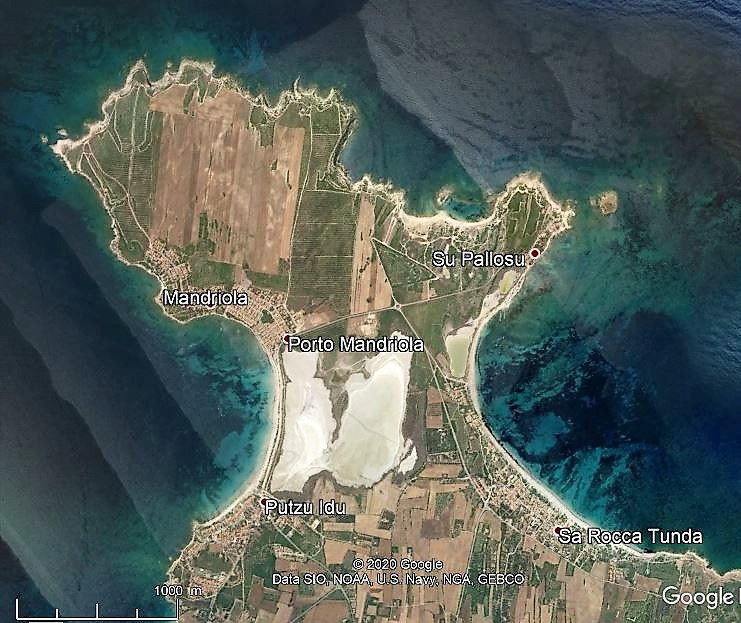 Su Pallosu
Mandriola
Porto Mandriola
Putzu Idu
Sa Rocca Tunda
© 2020 Google
Data SIO, NOAA, U.S. Navy, NGA, GEBCO
1000 m
Google